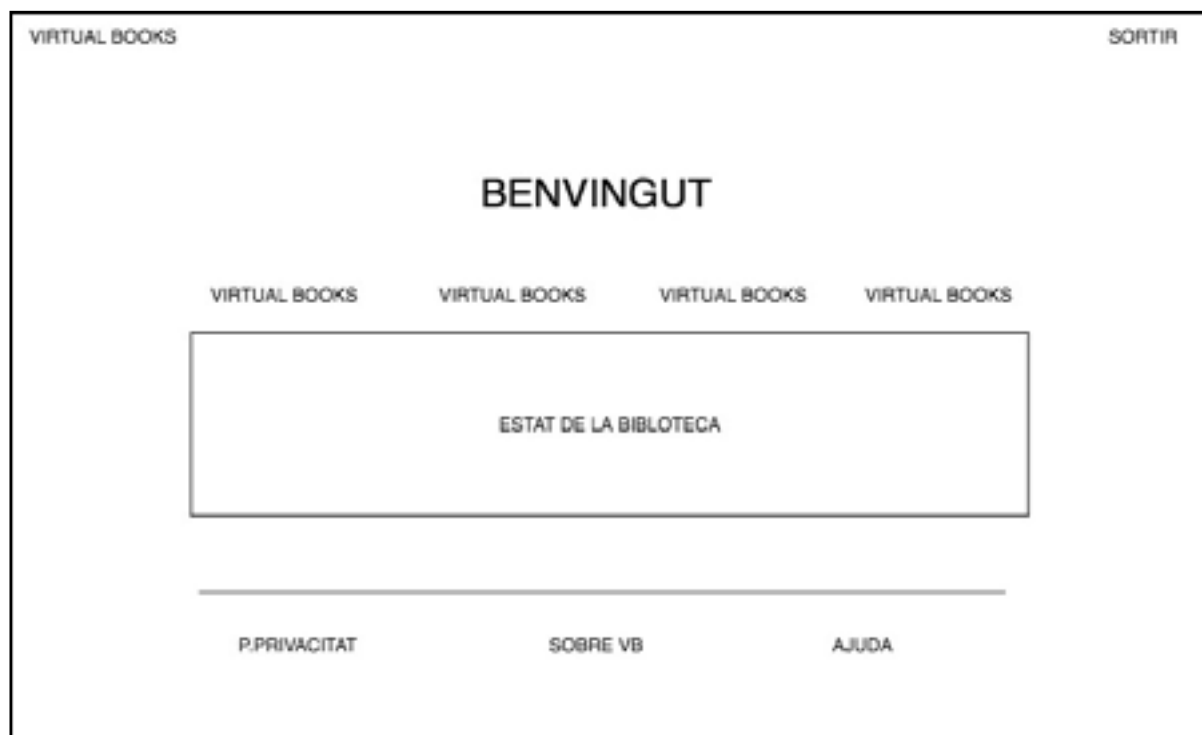 VIRTUAL BOOKS SORTIR
BENVINGUT
VIRTUAL BOOKS VIRTUAL BOOKS VIRTUAL BOOKS VIRTUAL BOOKS
ESTAT DE LA BIBLOTECA
P.PRIVACITAT SOBRE VB AJUDA